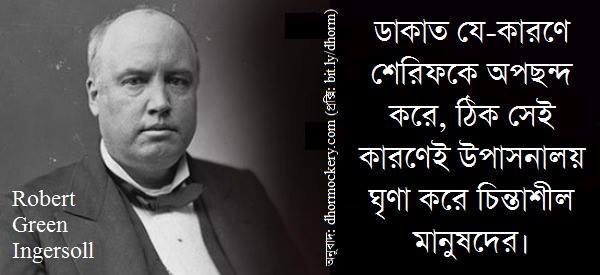 Robert
Green
Ingersoll
অনুবাদ: dhormockery.com (প্রক্সি: bit.ly/dhorm)
ডাকাত যে-কারণে
শেরিফকে অপছন্দ
করে, ঠিক সেই
কারণেই উপাসনালয়
ঘৃণা করে চিন্তাশীল
মানুষদের।